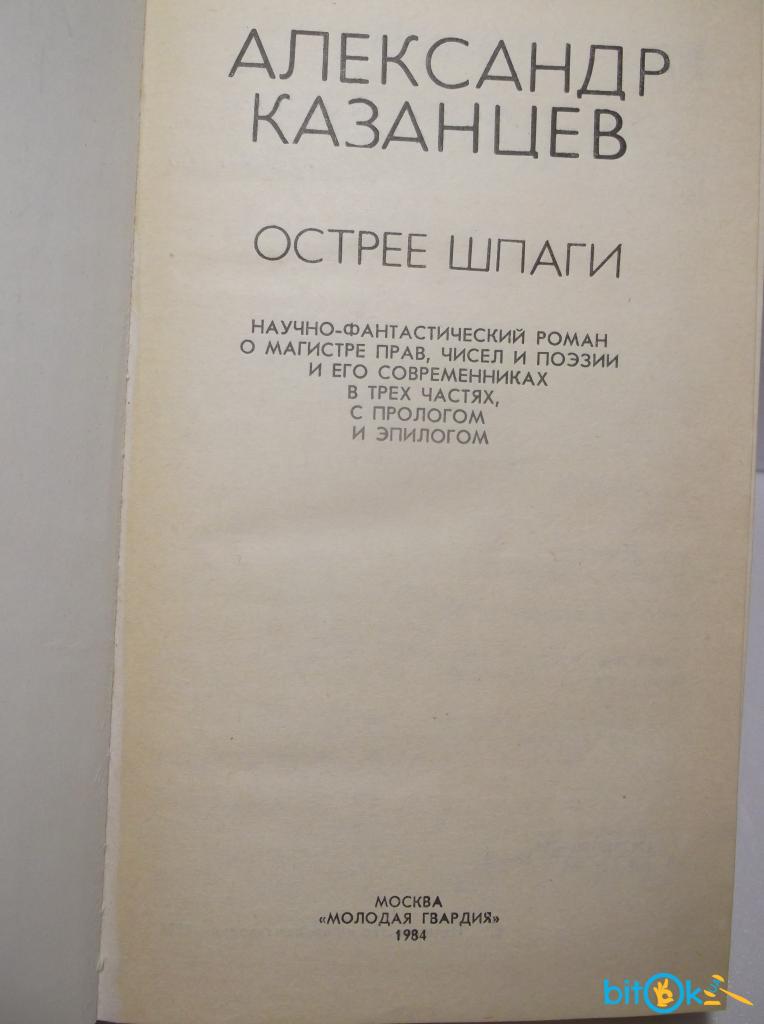 АЛЕКСАНДР
КАЗАНЦЕВ
ОСТРЕЕ ШПАГИ
НАУЧНО-ФАНТАСТИЧЕСКИЙ РОМАН
О МАГИСТРЕ ПРАВ, ЧИСЕЛ И ПОЭЗИИ
И ЕГО СОВРЕМЕННИКАХ
В ТРЕХ ЧАСТЯХ,
С ПРОЛОГОМ
И ЭПИЛОГОМ
МОСКВА
«МОЛОДАЯ ГВАРДИЯ»
1984
bitOk